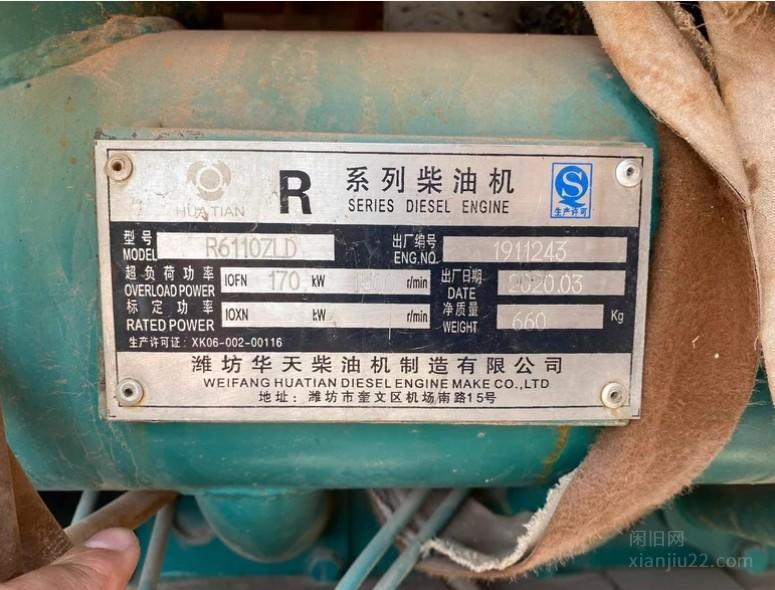 HUA TIAN
R 系列柴油机
SERIES DIESEL ENGINE
生产许可
型号 R6110ZLD 出厂编号 1911243
MODEL ENG.NO.
超负荷功率 IOFN 170 kW 1500 r/min 出厂日期 2020.03
OVERLOAD POWER DATE
标定功率 IOXN kW r/min 净质量 660 Kg
RATED POWER WEIGHT
生产许可证：XK06-002-00116
潍坊华天柴油机制造有限公司
WEIFANG HUATIAN DIESEL ENGINE MAKE CO.,LTD
地址：潍坊市奎文区机场南路15号
闲旧网
xianjiu22.com